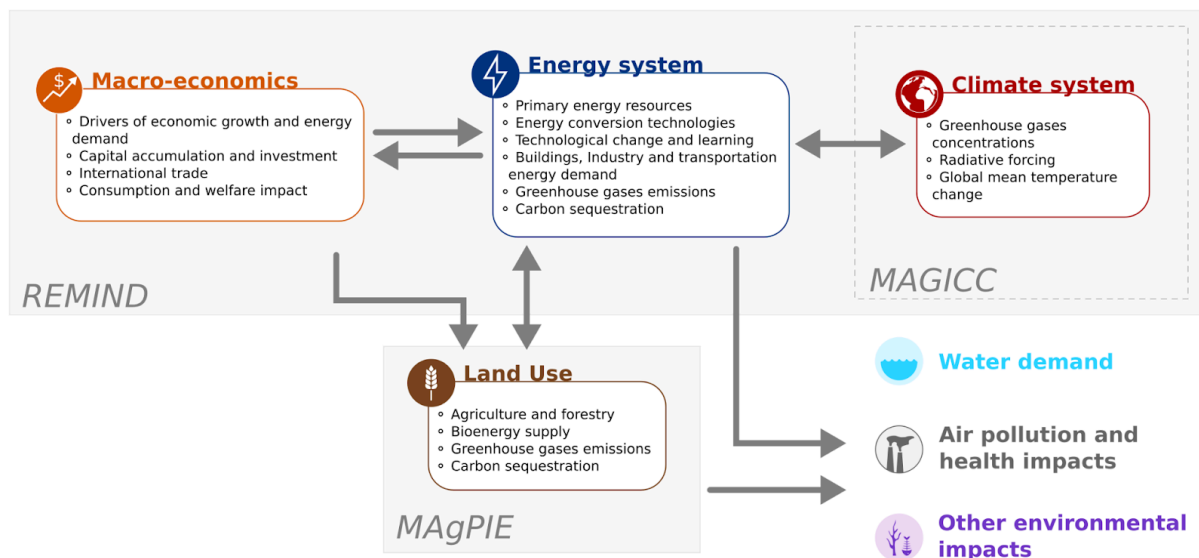 Macro-economics
◦ Drivers of economic growth and energy
demand
◦ Capital accumulation and investment
◦ International trade
◦ Consumption and welfare impact
Energy system
◦ Primary energy resources
◦ Energy conversion technologies
◦ Technological change and learning
◦ Buildings, Industry and transportation
energy demand
◦ Greenhouse gases emissions
◦ Carbon sequestration
Climate system
◦ Greenhouse gases
concentrations
◦ Radiative forcing
◦ Global mean temperature
change
REMIND
MAGICC
Land Use
◦ Agriculture and forestry
◦ Bioenergy supply
◦ Greenhouse gases emissions
◦ Carbon sequestration
MAgPIE
Water demand
Air pollution and
health impacts
Other environmental
impacts